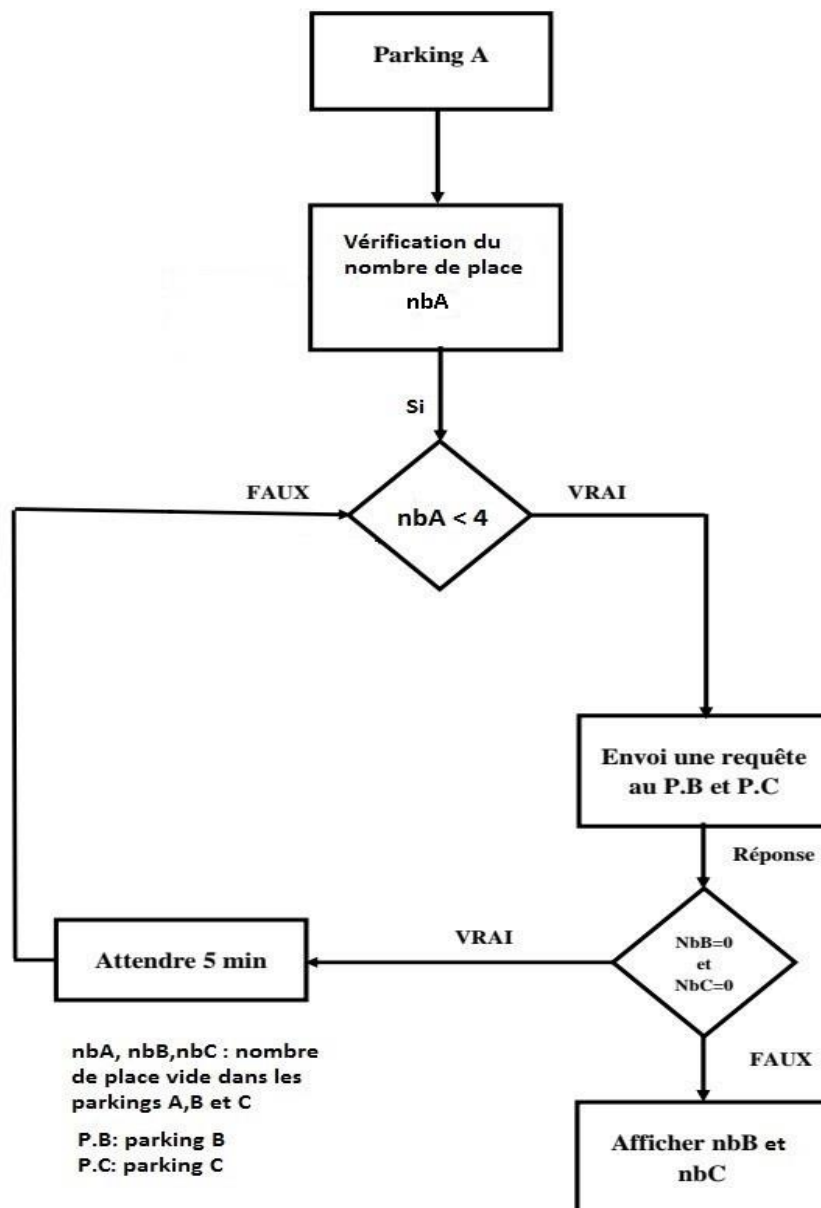 Parking A
Vérification du
nombre de place
nbA
Si
FAUX
VRAI
nbA < 4
Envoi une requête
au P.B et P.C
Réponse
NbB=0
et
NbC=0
VRAI
Attendre 5 min
FAUX
Afficher nbB et
nbC
nbA, nbB,nbC : nombre
de place vide dans les
parkings A,B et C
P.B: parking B
P.C: parking C